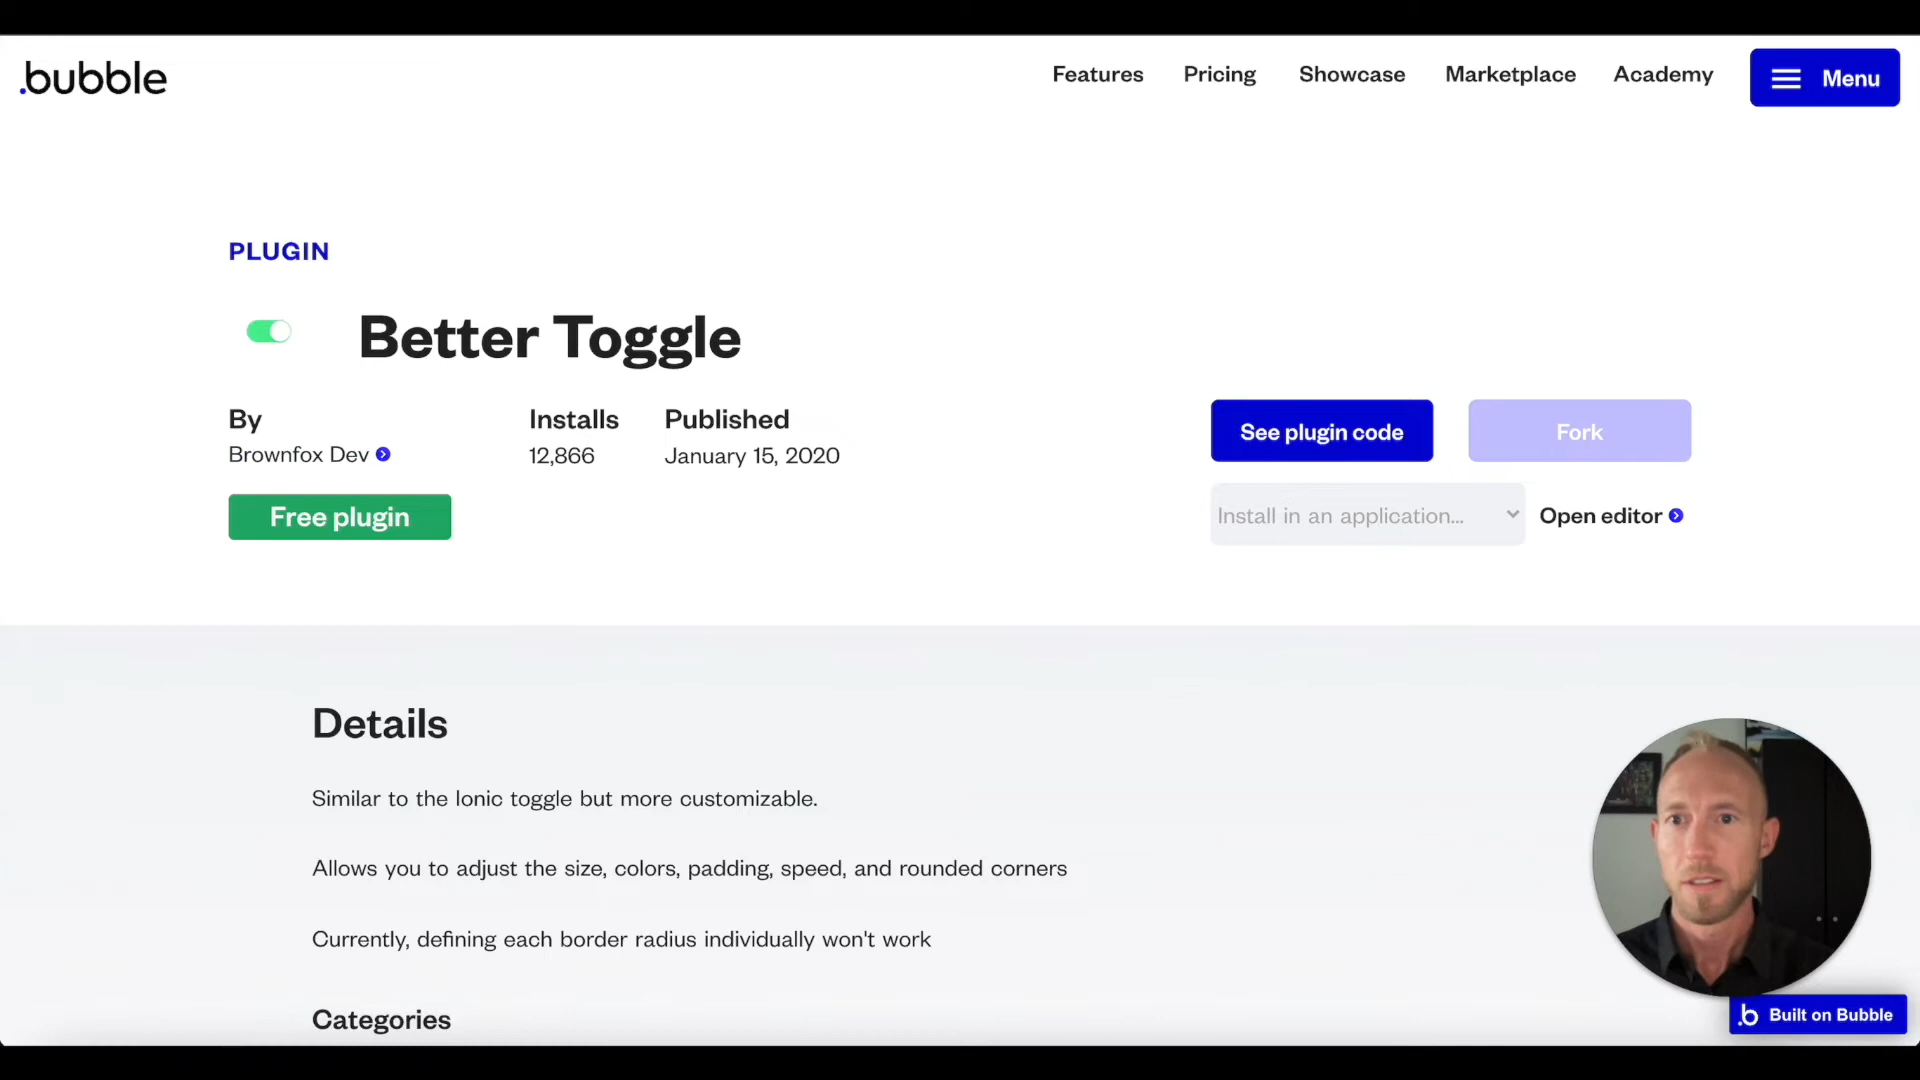 .bubble
Features Pricing Showcase Marketplace Academy Menu
PLUGIN
Better Toggle
By Installs Published
Brownfox Dev 12,866 January 15, 2020
See plugin code Fork
Free plugin
Install in an application... Open editor
Details
Similar to the Ionic toggle but more customizable.
Allows you to adjust the size, colors, padding, speed, and rounded corners
Currently, defining each border radius individually won't work
Categories
.b Built on Bubble